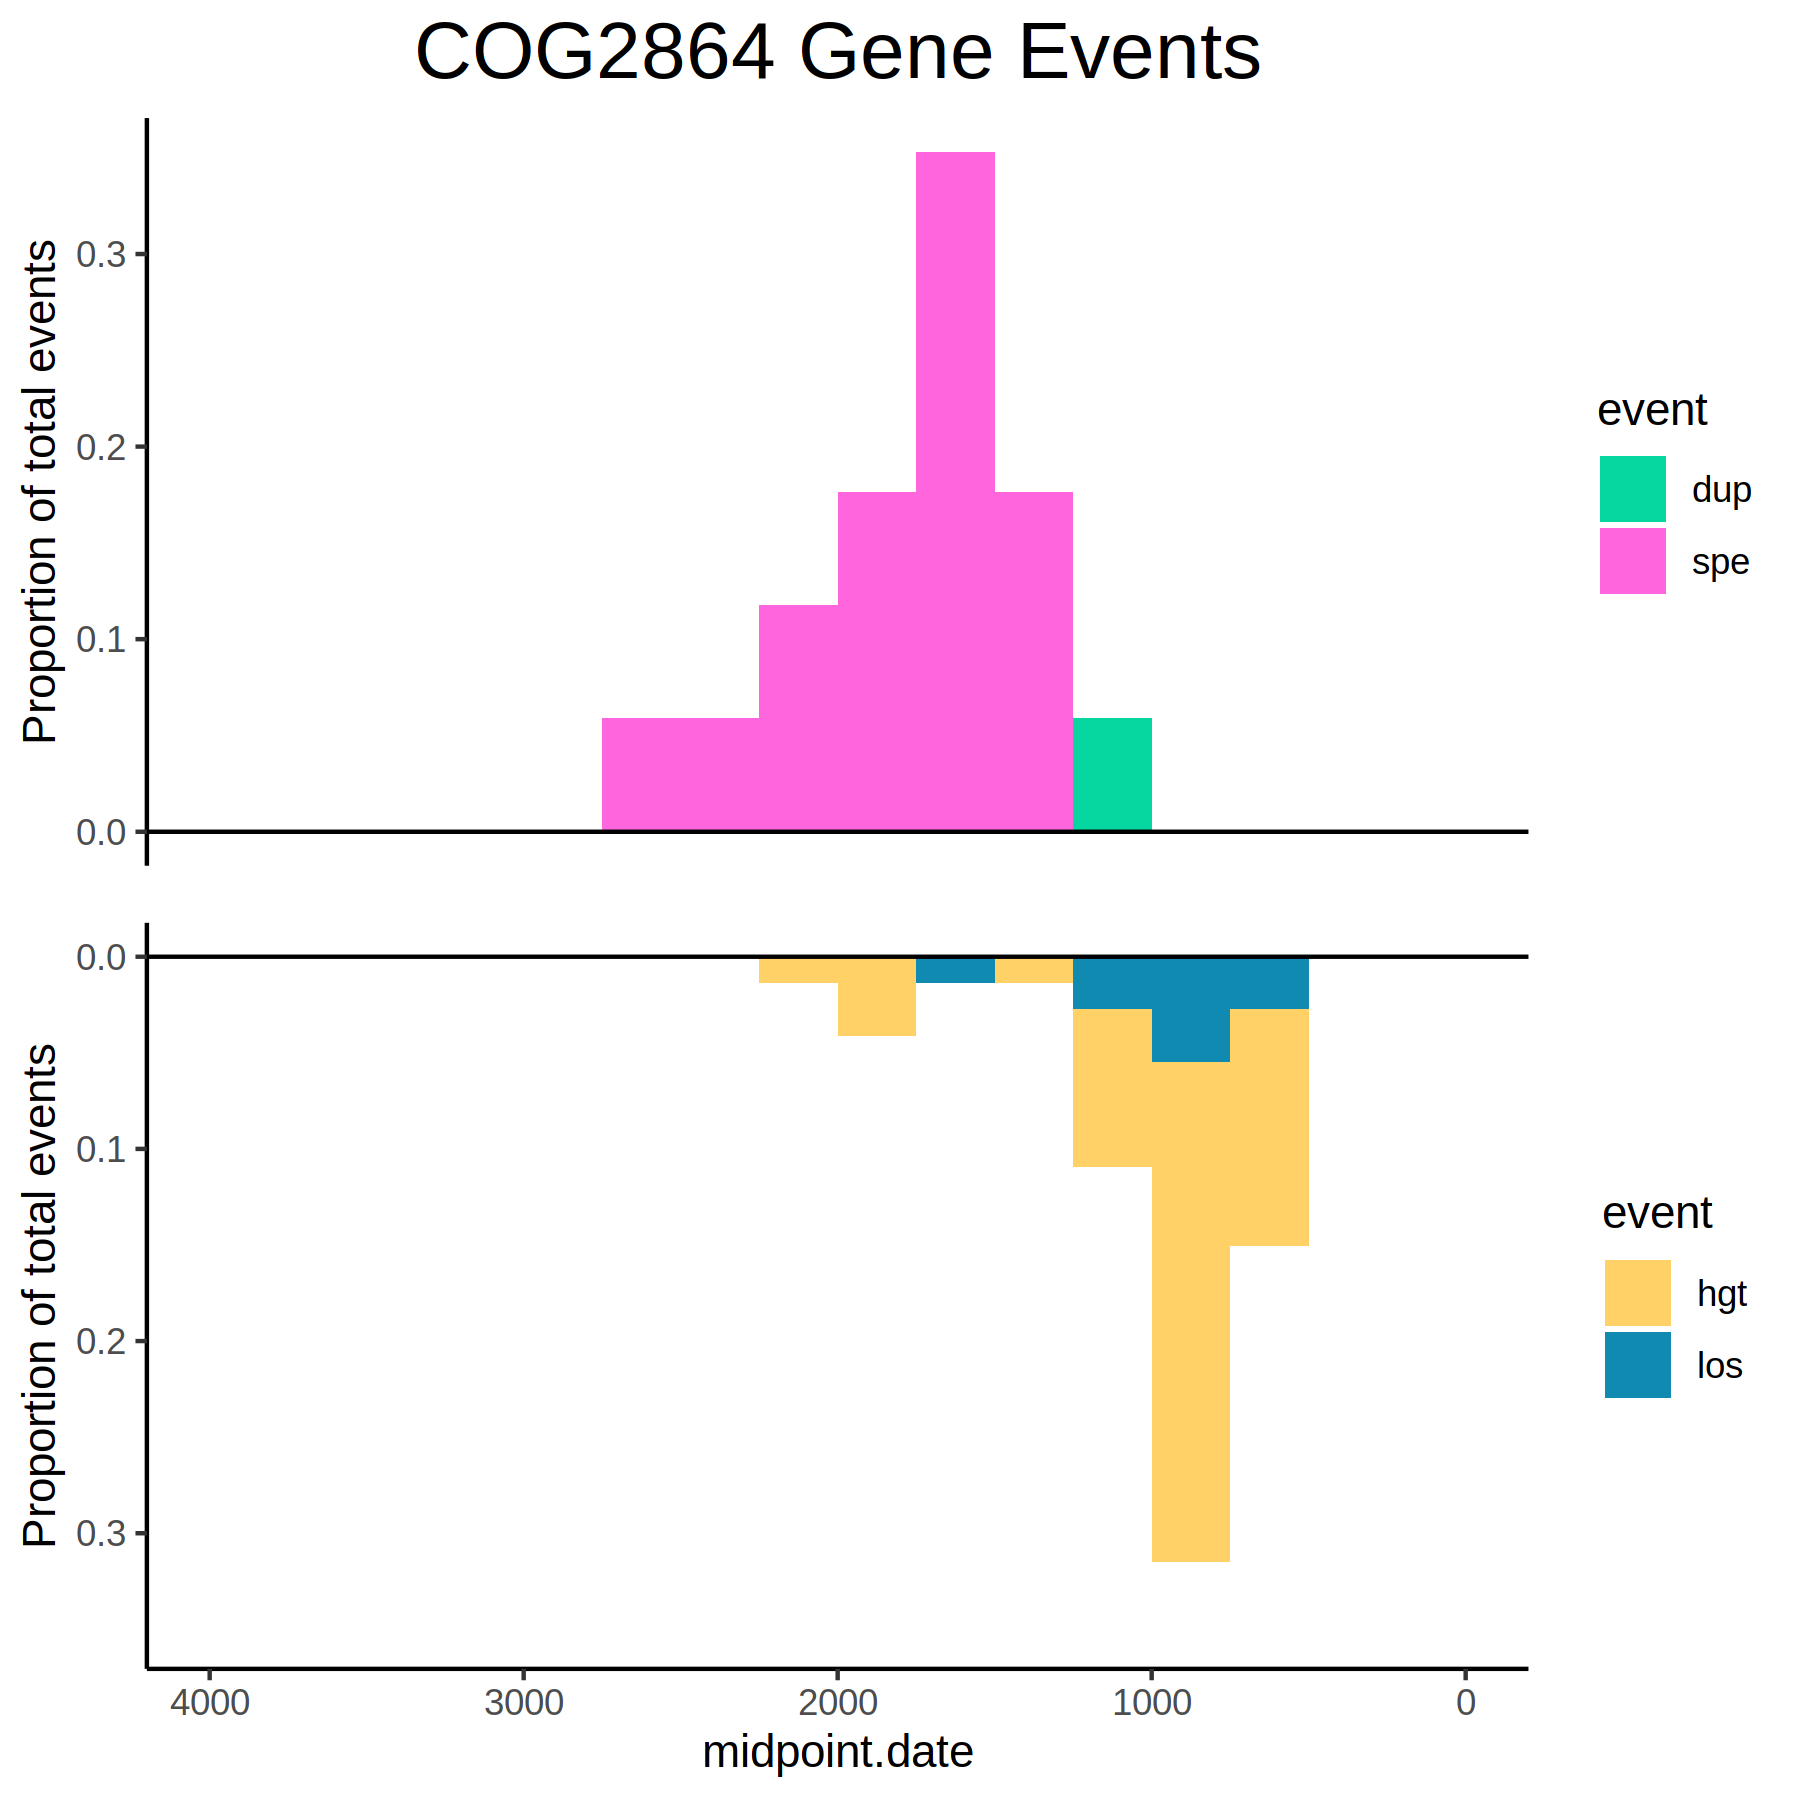 COG2864 Gene Events
Proportion of total events
0.3
0.2
0.1
0.0
event
dup
spe
Proportion of total events
0.0
0.1
0.2
0.3
event
hgt
los
4000 3000 2000 1000 0
midpoint.date